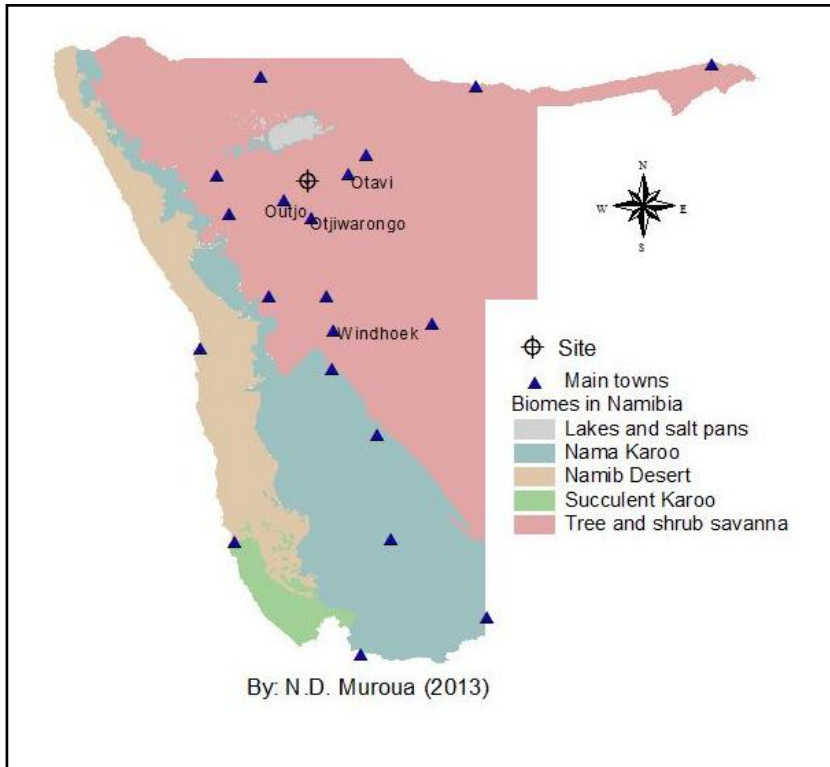 Otavi
Outjo
Otjiwarongo
N
W
E
S
Windhoek
Site
Main towns
Biomes in Namibia
Lakes and salt pans
Nama Karoo
Namib Desert
Succulent Karoo
Tree and shrub savanna
By: N.D. Muroua (2013)